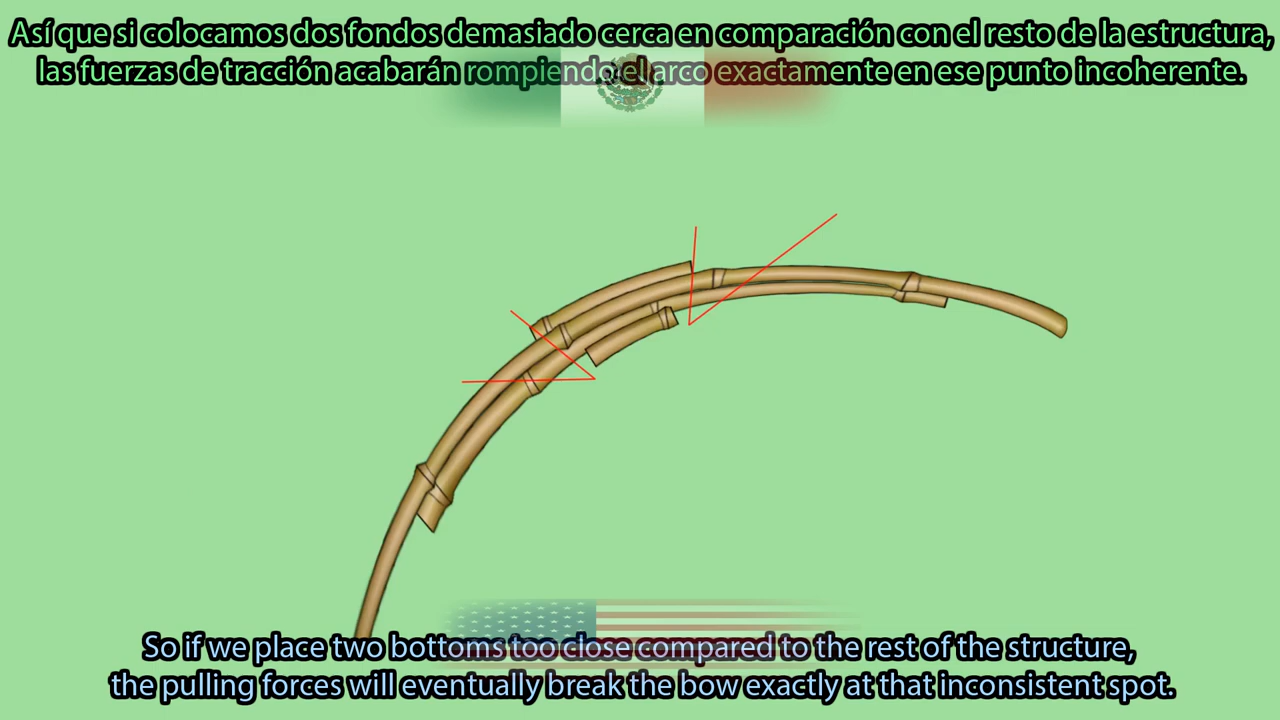 Así que si colocamos dos fondos demasiado cerca en comparación con el resto de la estructura,
las fuerzas de tracción acabarán rompiendo el arco exactamente en ese punto incoherente.
So if we place two bottoms too close compared to the rest of the structure,
the pulling forces will eventually break the bow exactly at that inconsistent spot.